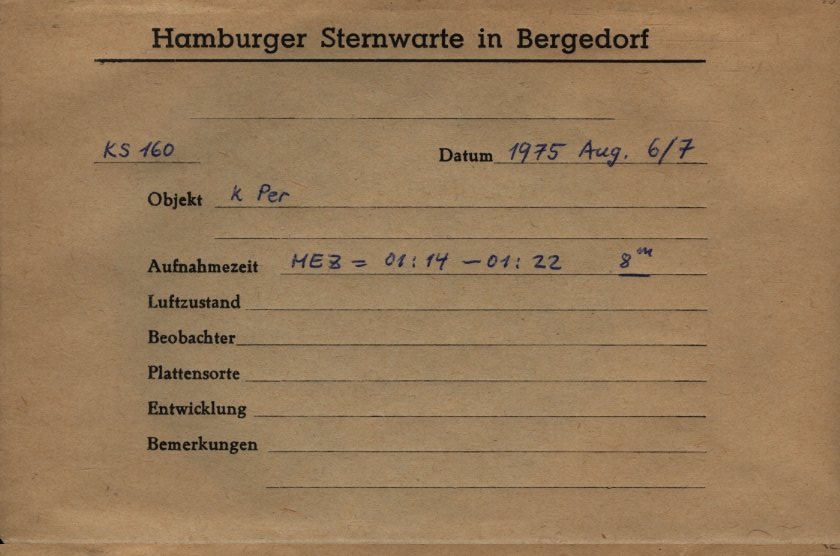 Hamburger Sternwarte in Bergedorf
KS 160 Datum 1975 Aug. 6/7
Objekt κ Per
Aufnahmezeit MEZ = 01:14 – 01:22 8ᵐ
Luftzustand
Beobachter
Plattensorte
Entwicklung
Bemerkungen